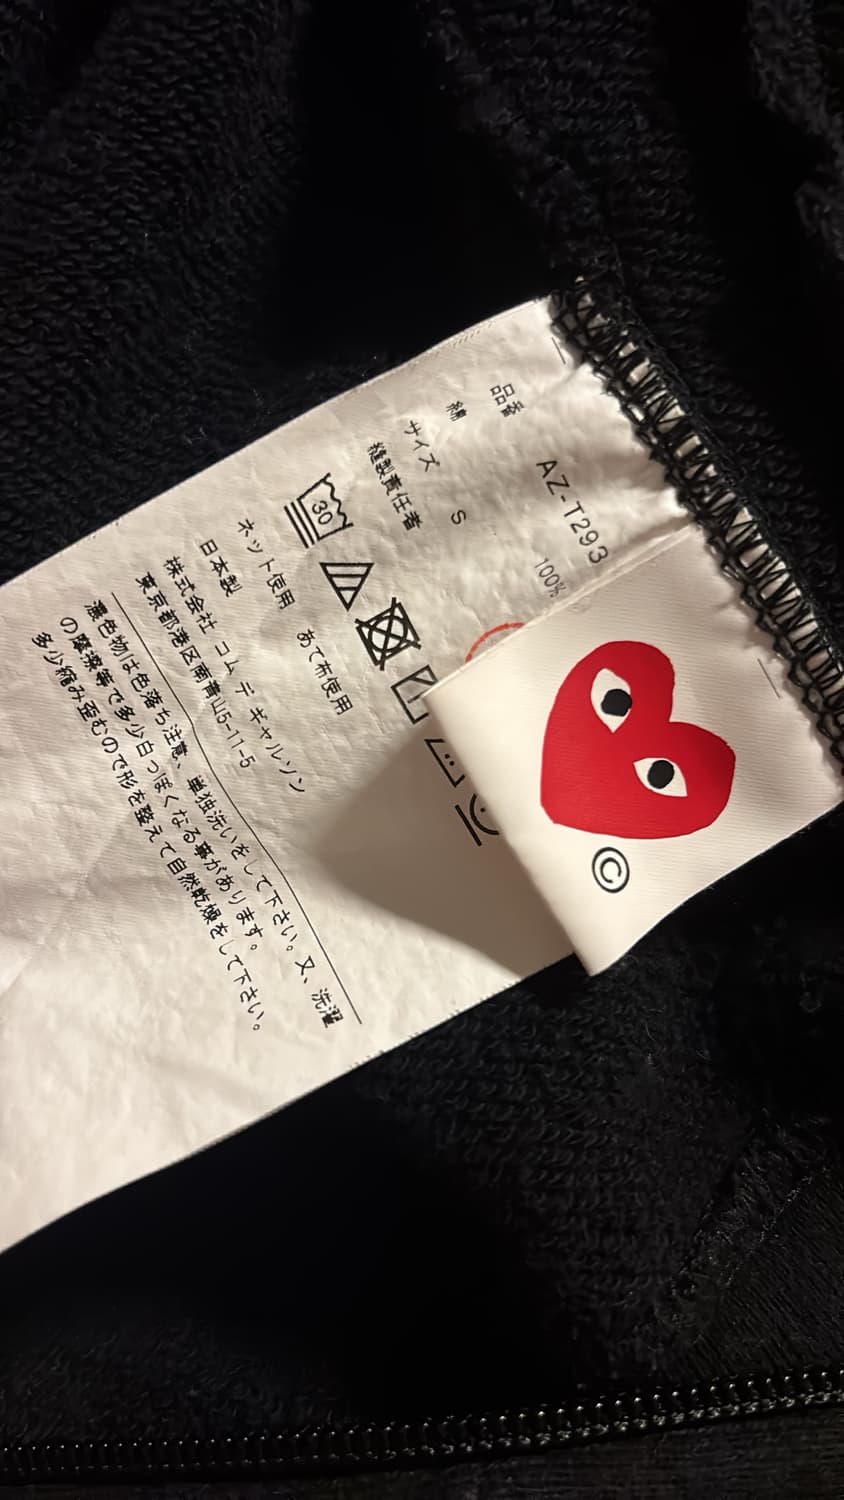 品番 AZ-T293
綿 100%
サイズ S
縫製責任者
30
ネット使用 あて布使用
日本製
株式会社 コム デ ギャルソン
東京都港区南青山5-11-5
濃色物は色落ち注意、単独洗いをして下さい。又、洗濯
の摩擦等で多少白っぽくなる事があります。
多少縮み歪むので形を整えて自然乾燥をして下さい。
©